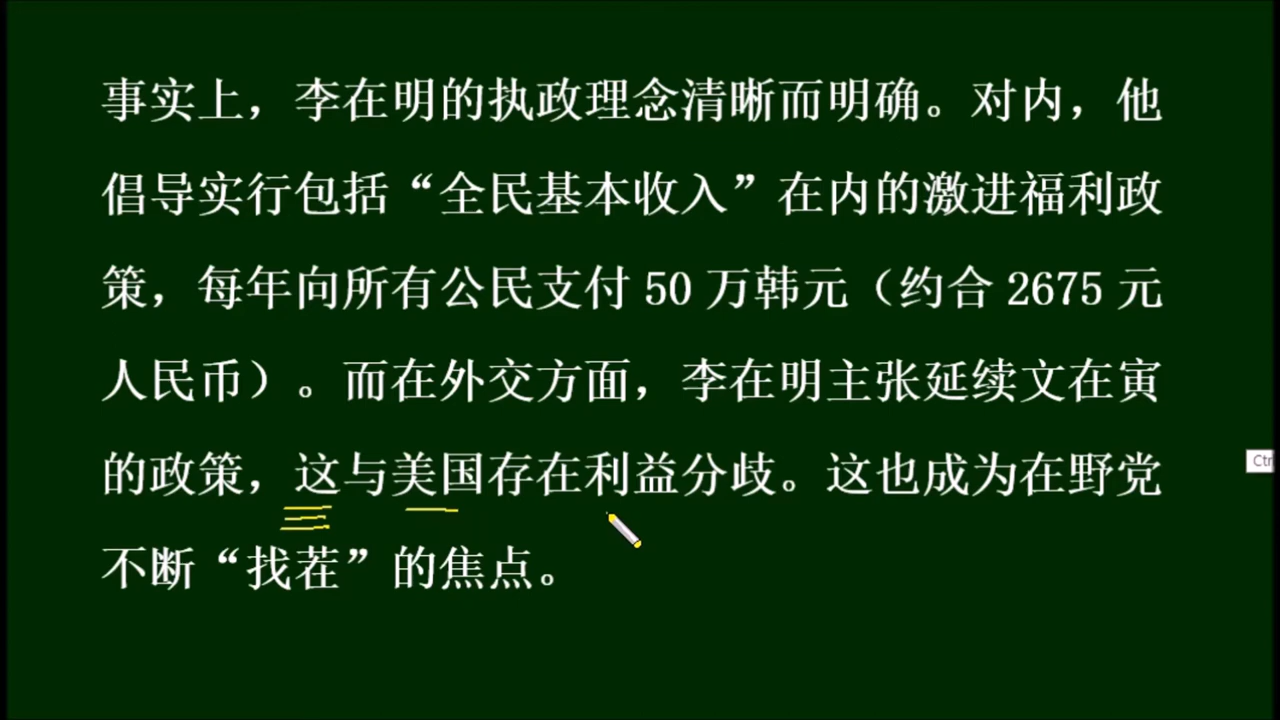 事实上，李在明的执政理念清晰而明确。对内，他
倡导实行包括“全民基本收入”在内的激进福利政
策，每年向所有公民支付 50 万韩元（约合 2675 元
人民币）。而在外交方面，李在明主张延续文在寅
的政策，这与美国存在利益分歧。这也成为在野党
不断“找茬”的焦点。
Ctr